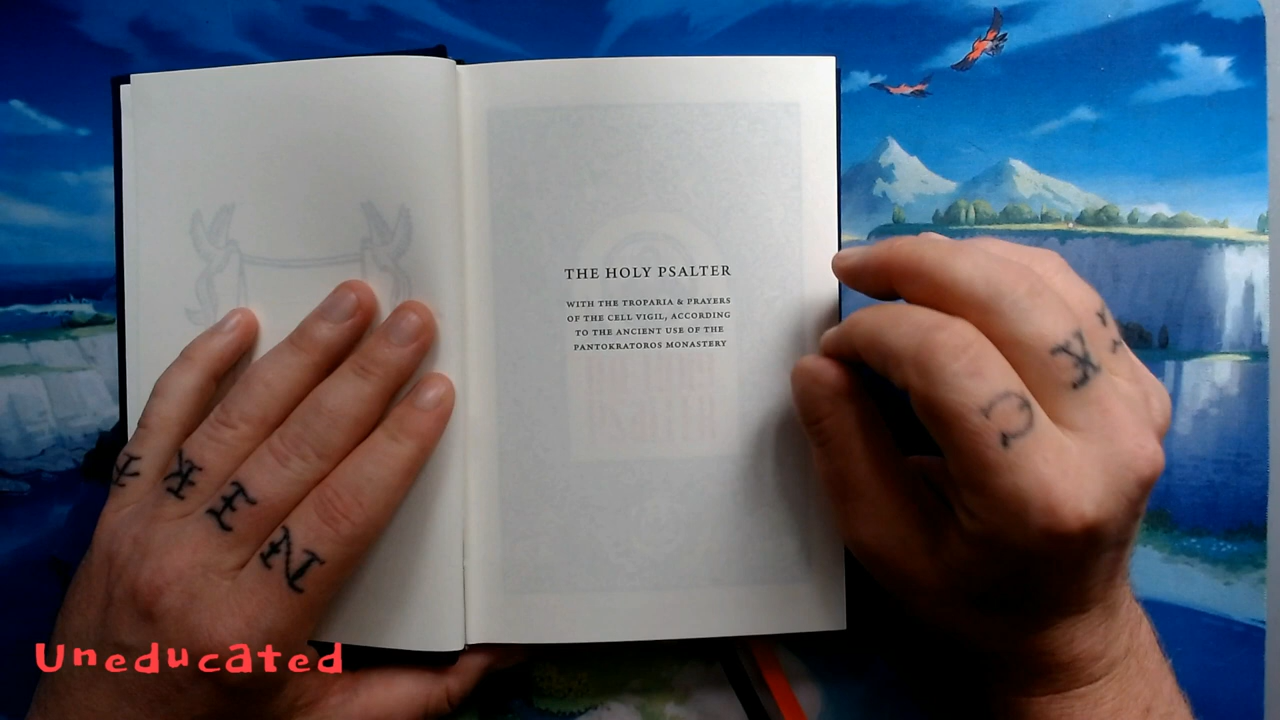 THE HOLY PSALTER
WITH THE TROPARIA & PRAYERS
OF THE CELL VIGIL, ACCORDING
TO THE ANCIENT USE OF THE
PANTOKRATOROS MONASTERY
C K
K E N
Uneducated